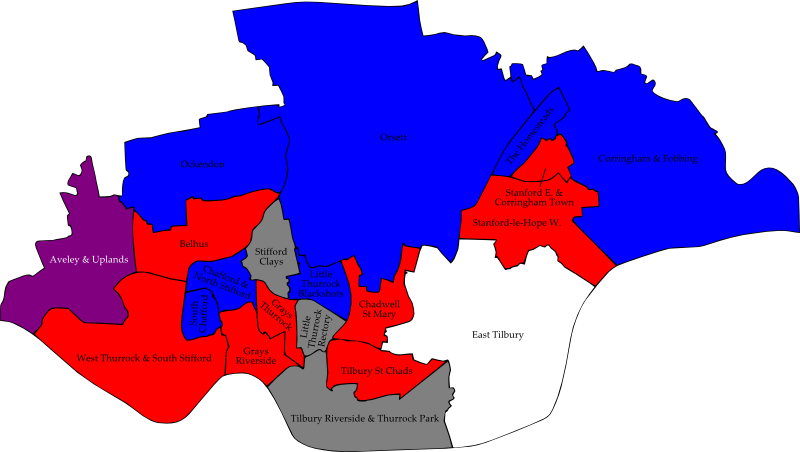 Orsett
The Homesteads
Corringham & Fobbing
Ockendon
Stanford E. &
Corringham Town
Stanford-le-Hope W.
Belhus
Stifford
Clays
Aveley & Uplands
Chafford &
North Stifford
Little
Thurrock
Blackshots
South
Chafford
Grays
Thurrock
Chadwell
St Mary
Little
Thurrock
Rectory
East Tilbury
West Thurrock & South Stifford
Grays
Riverside
Tilbury St Chads
Tilbury Riverside & Thurrock Park